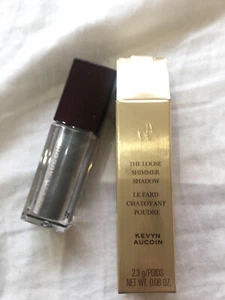 THE LOOSE
SHIMMER
SHADOW
LE FARD
CHATOYANT
POUDRE
KEVYN
AUCOIN
2.3 g/POIDS
NET WT. 0.08 OZ.